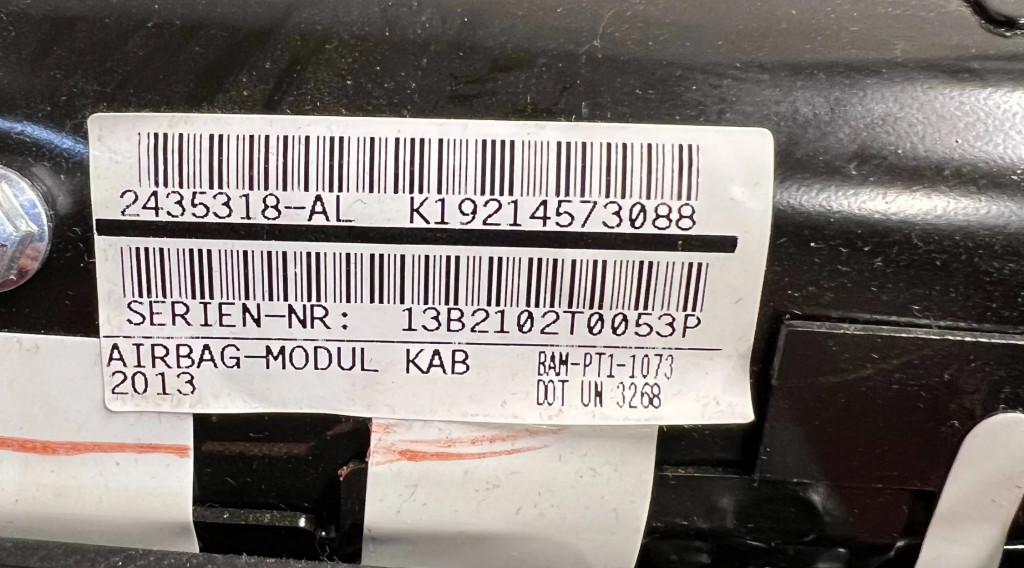 2435318-AL K19214573088
SERIEN-NR: 13B2102T0053P
AIRBAG-MODUL KAB BAM-PT1-1073
2013 DOT UN 3268